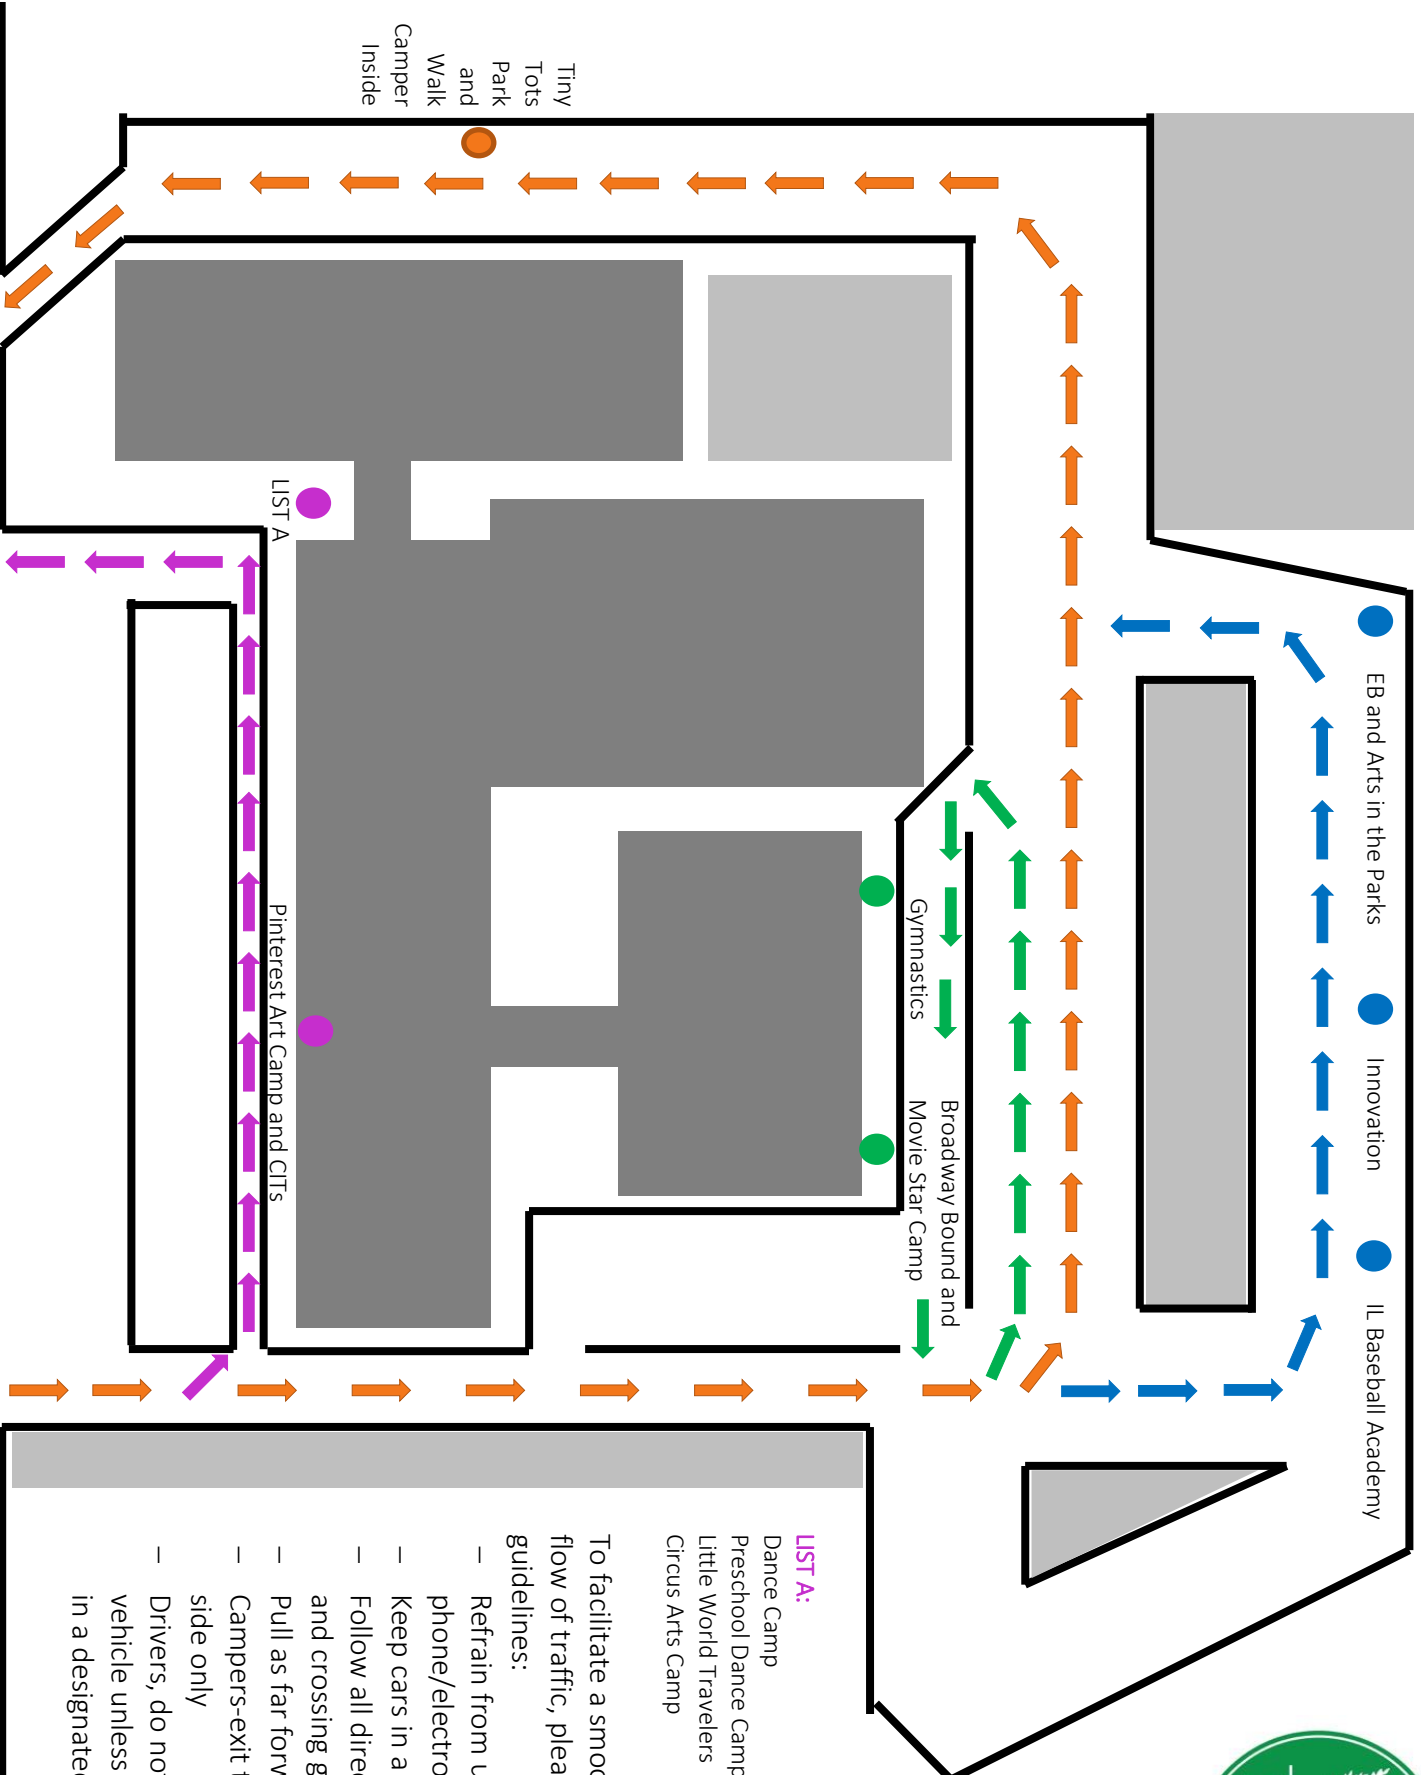 Tiny
Tots
Park
and
Walk
Camper
Inside
LIST A
EB and Arts in the Parks
Innovation
IL Baseball Academy
Gymnastics
Broadway Bound and
Movie Star Camp
Pinterest Art Camp and CITs
LIST A:
Dance Camp
Preschool Dance Camp
Little World Travelers
Circus Arts Camp
To facilitate a smoo
flow of traffic, plea
guidelines:
– Refrain from u
phone/electro
– Keep cars in a
– Follow all direc
and crossing g
– Pull as far forw
– Campers-exit
side only
– Drivers, do no
vehicle unless
in a designated